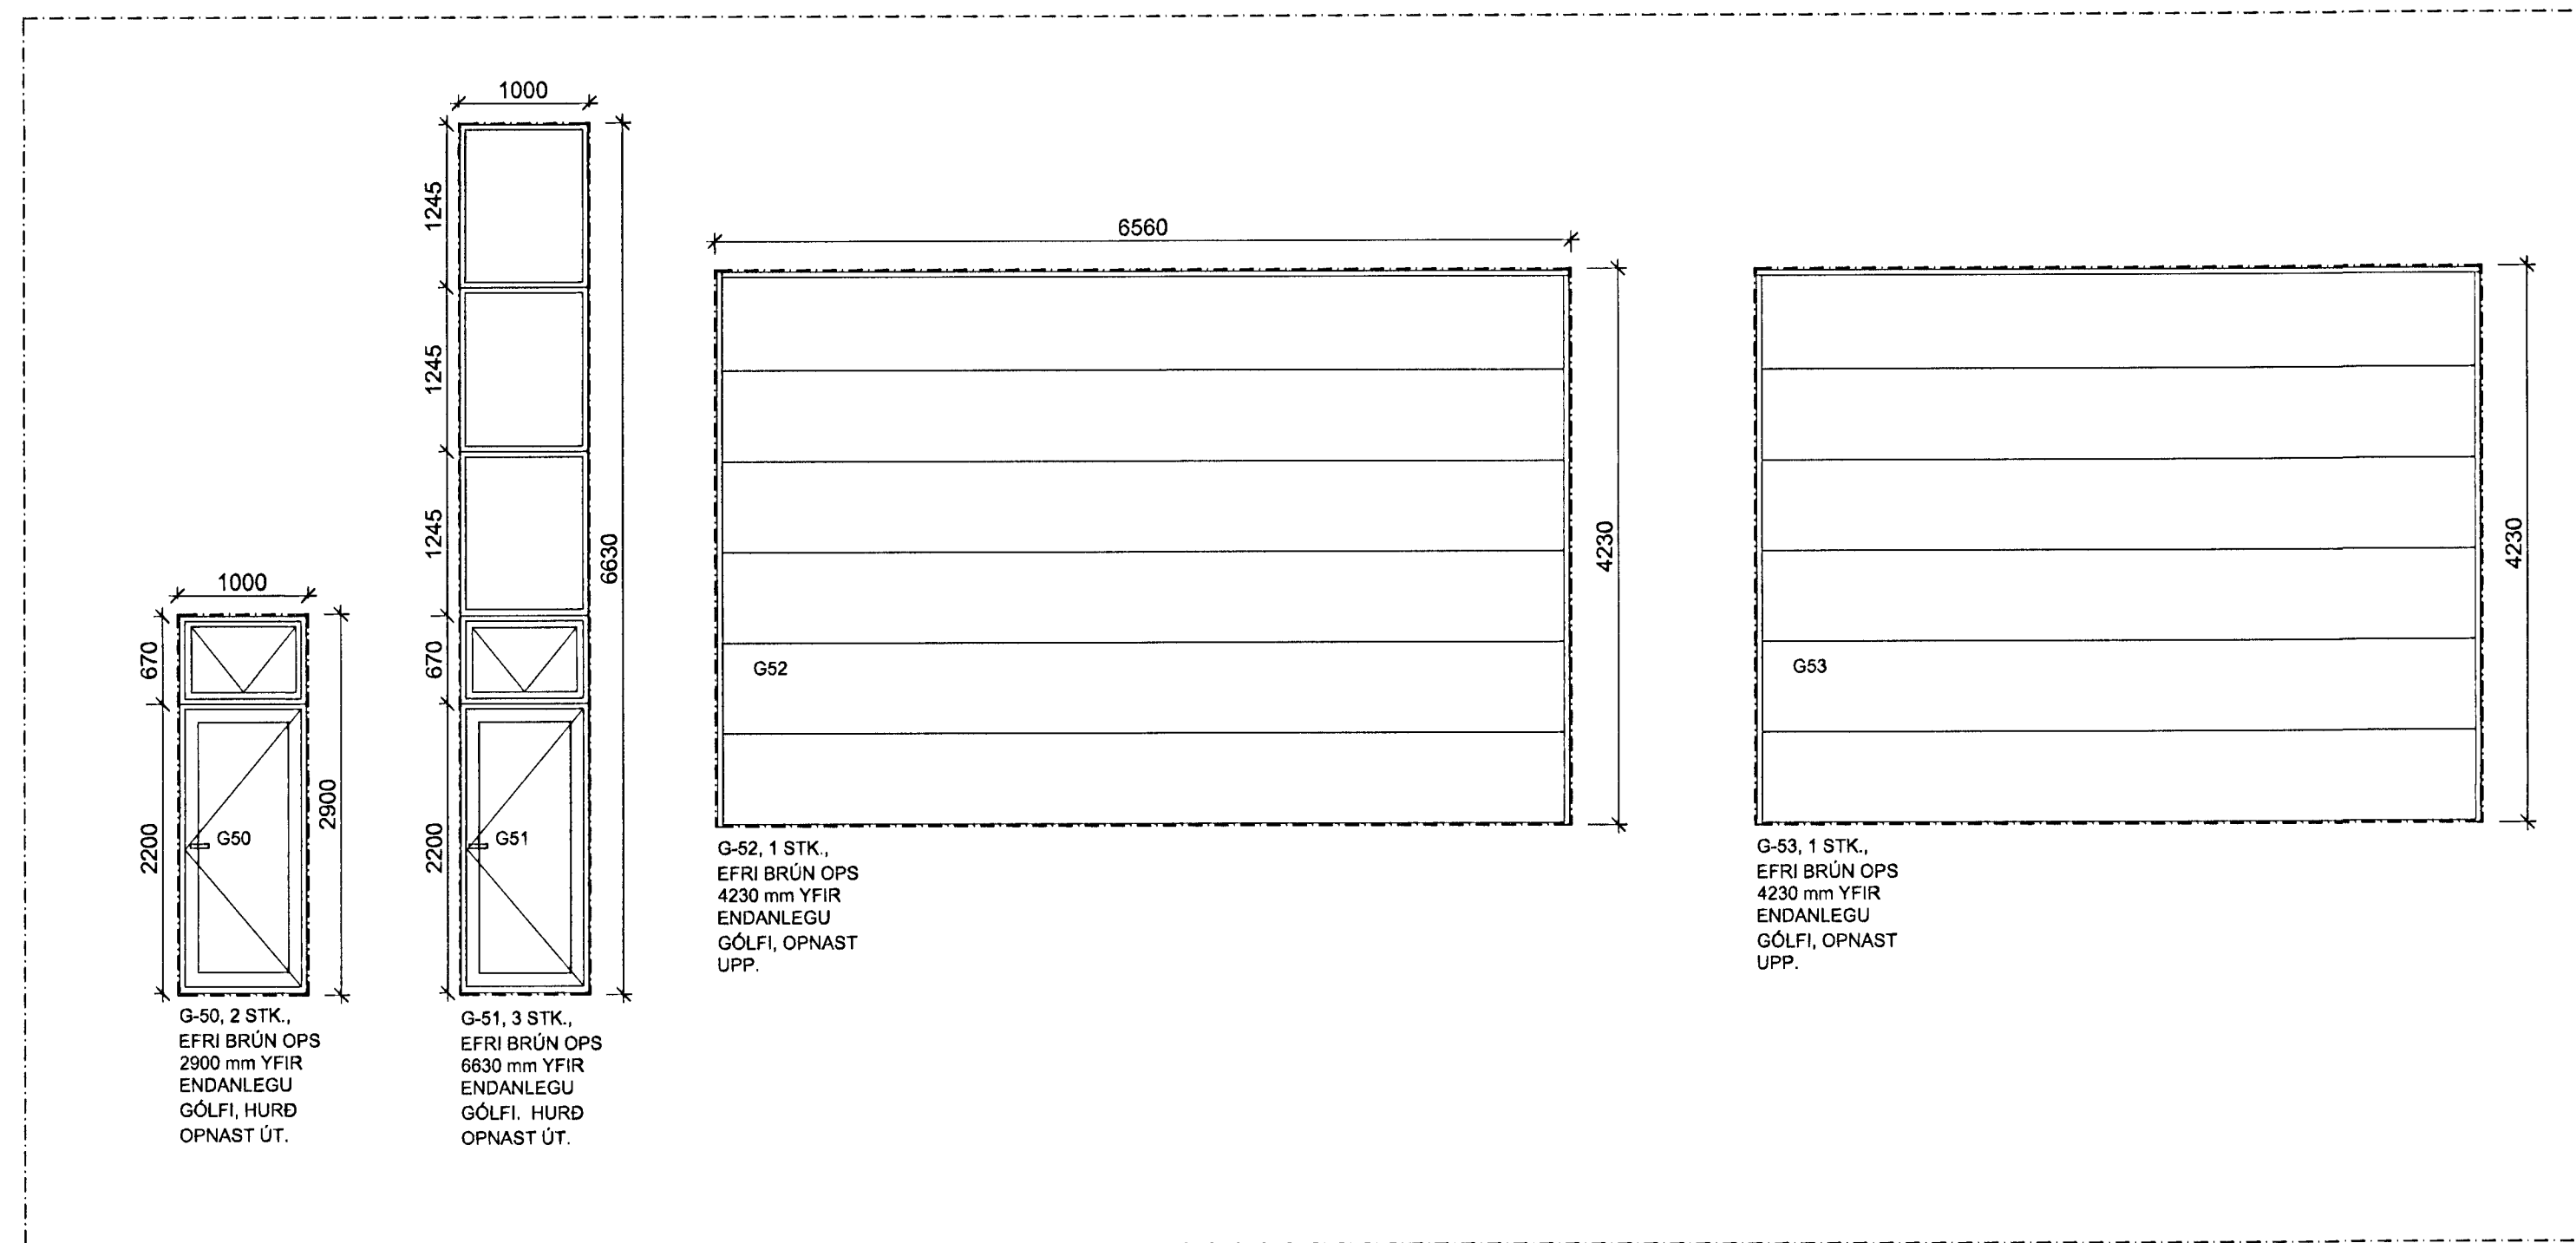 1000
670
2200
2900
G50
G-50, 2 STK.,
EFRI BRÚN OPS
2900 mm YFIR
ENDANLEGU
GÓLFI, HURÐ
OPNAST ÚT.
1000
1245
1245
1245
670
2200
6630
G51
G-51, 3 STK.,
EFRI BRÚN OPS
6630 mm YFIR
ENDANLEGU
GÓLFI. HURÐ
OPNAST ÚT.
6560
4230
G52
G-52, 1 STK.,
EFRI BRÚN OPS
4230 mm YFIR
ENDANLEGU
GÓLFI, OPNAST
UPP.
4230
G53
G-53, 1 STK.,
EFRI BRÚN OPS
4230 mm YFIR
ENDANLEGU
GÓLFI, OPNAST
UPP.